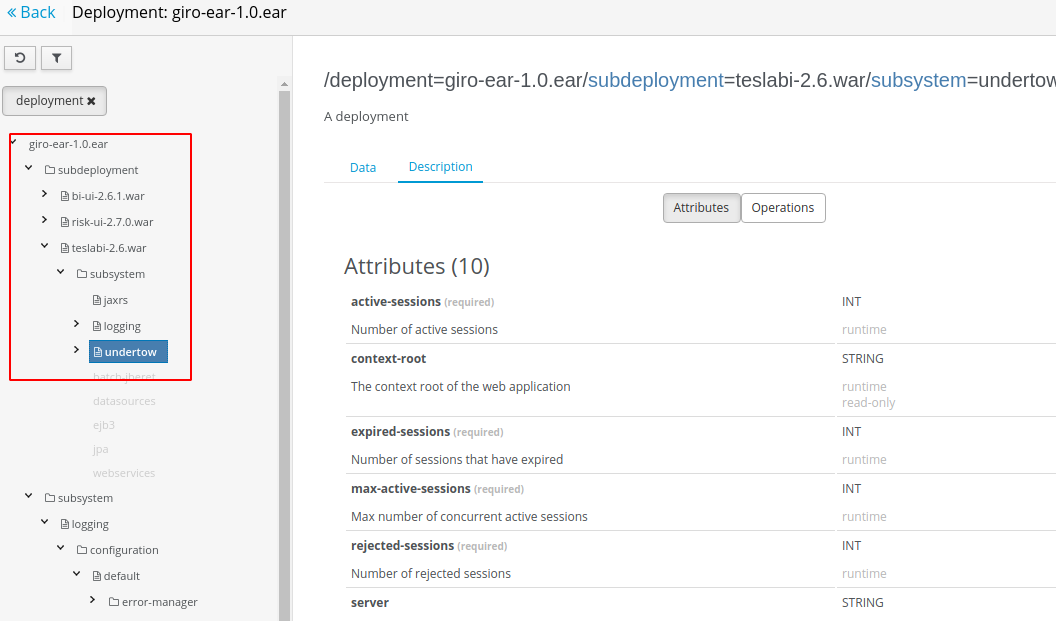 « Back Deployment: giro-ear-1.0.ear
deployment ✖
giro-ear-1.0.ear
subdeployment
bi-ui-2.6.1.war
risk-ui-2.7.0.war
teslabi-2.6.war
subsystem
jaxrs
logging
undertow
batch-jberet
datasources
ejb3
jpa
webservices
subsystem
logging
configuration
default
error-manager
/deployment=giro-ear-1.0.ear/subdeployment=teslabi-2.6.war/subsystem=undertow
A deployment
Data Description
Attributes Operations
Attributes (10)
active-sessions (required) INT
Number of active sessions runtime
context-root STRING
The context root of the web application runtime
read-only
expired-sessions (required) INT
Number of sessions that have expired runtime
max-active-sessions (required) INT
Max number of concurrent active sessions runtime
rejected-sessions (required) INT
Number of rejected sessions runtime
server STRING